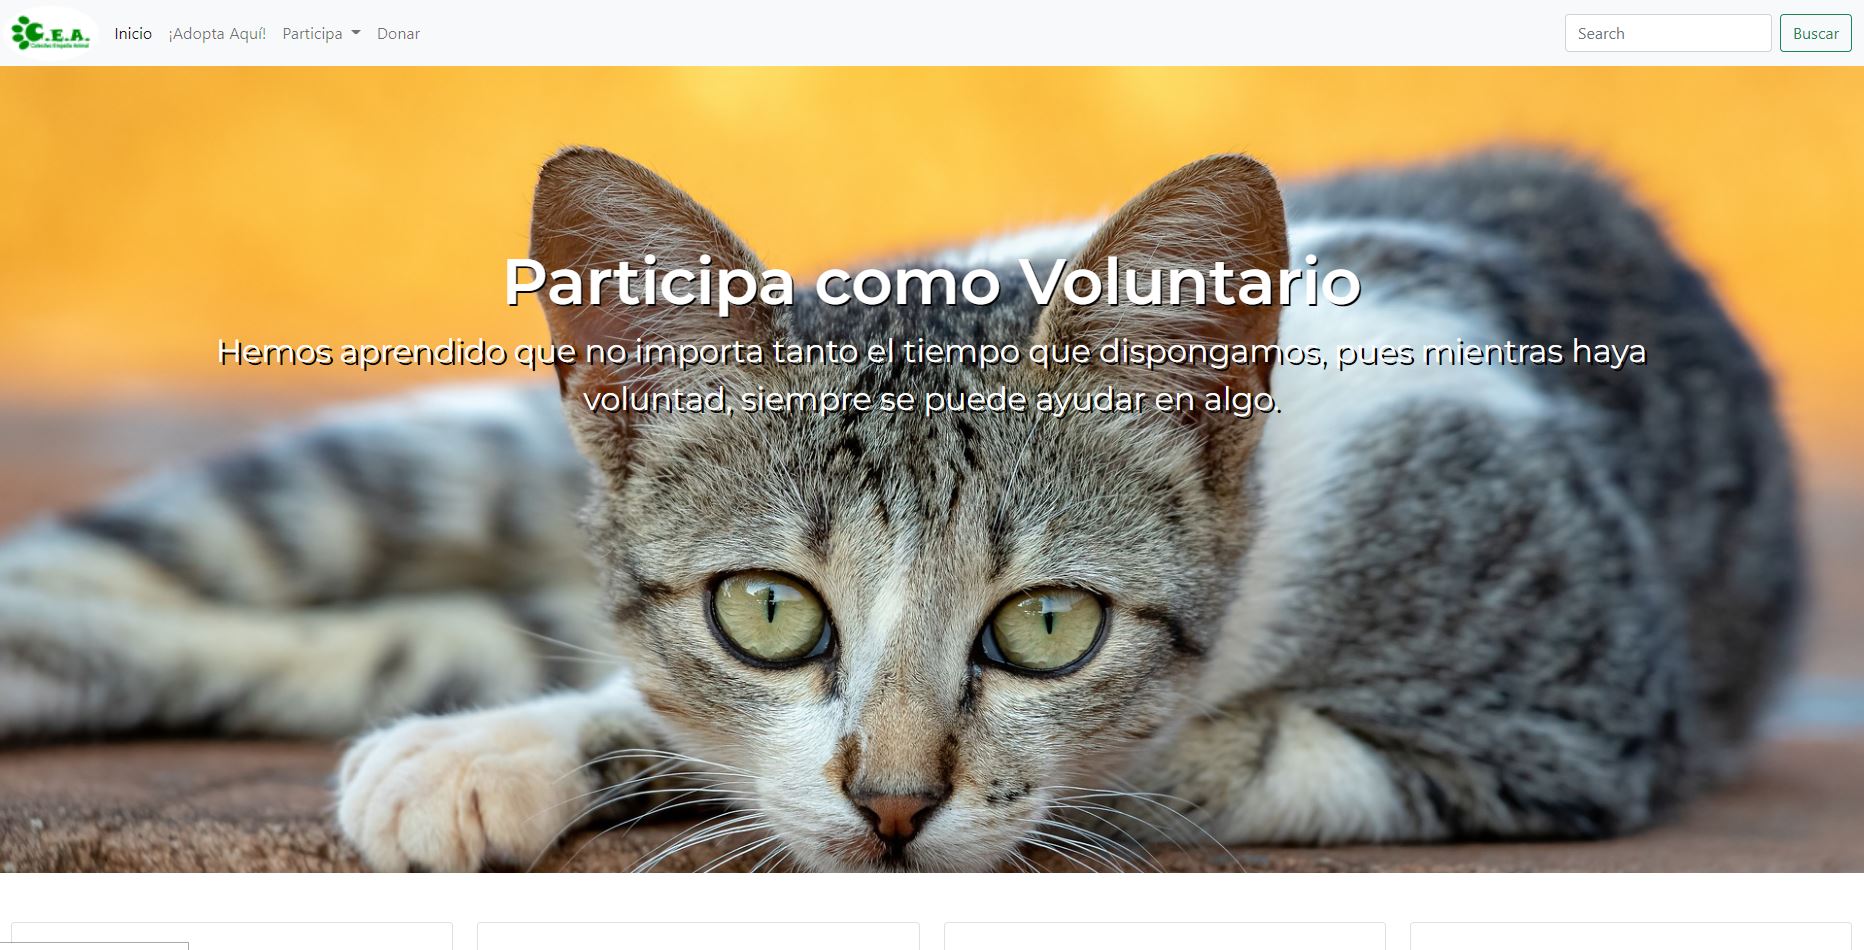 C.E.A.
Inicio ¡Adopta Aquí! Participa Donar Search Buscar
Participa como Voluntario
Hemos aprendido que no importa tanto el tiempo que dispongamos, pues mientras haya
voluntad, siempre se puede ayudar en algo.